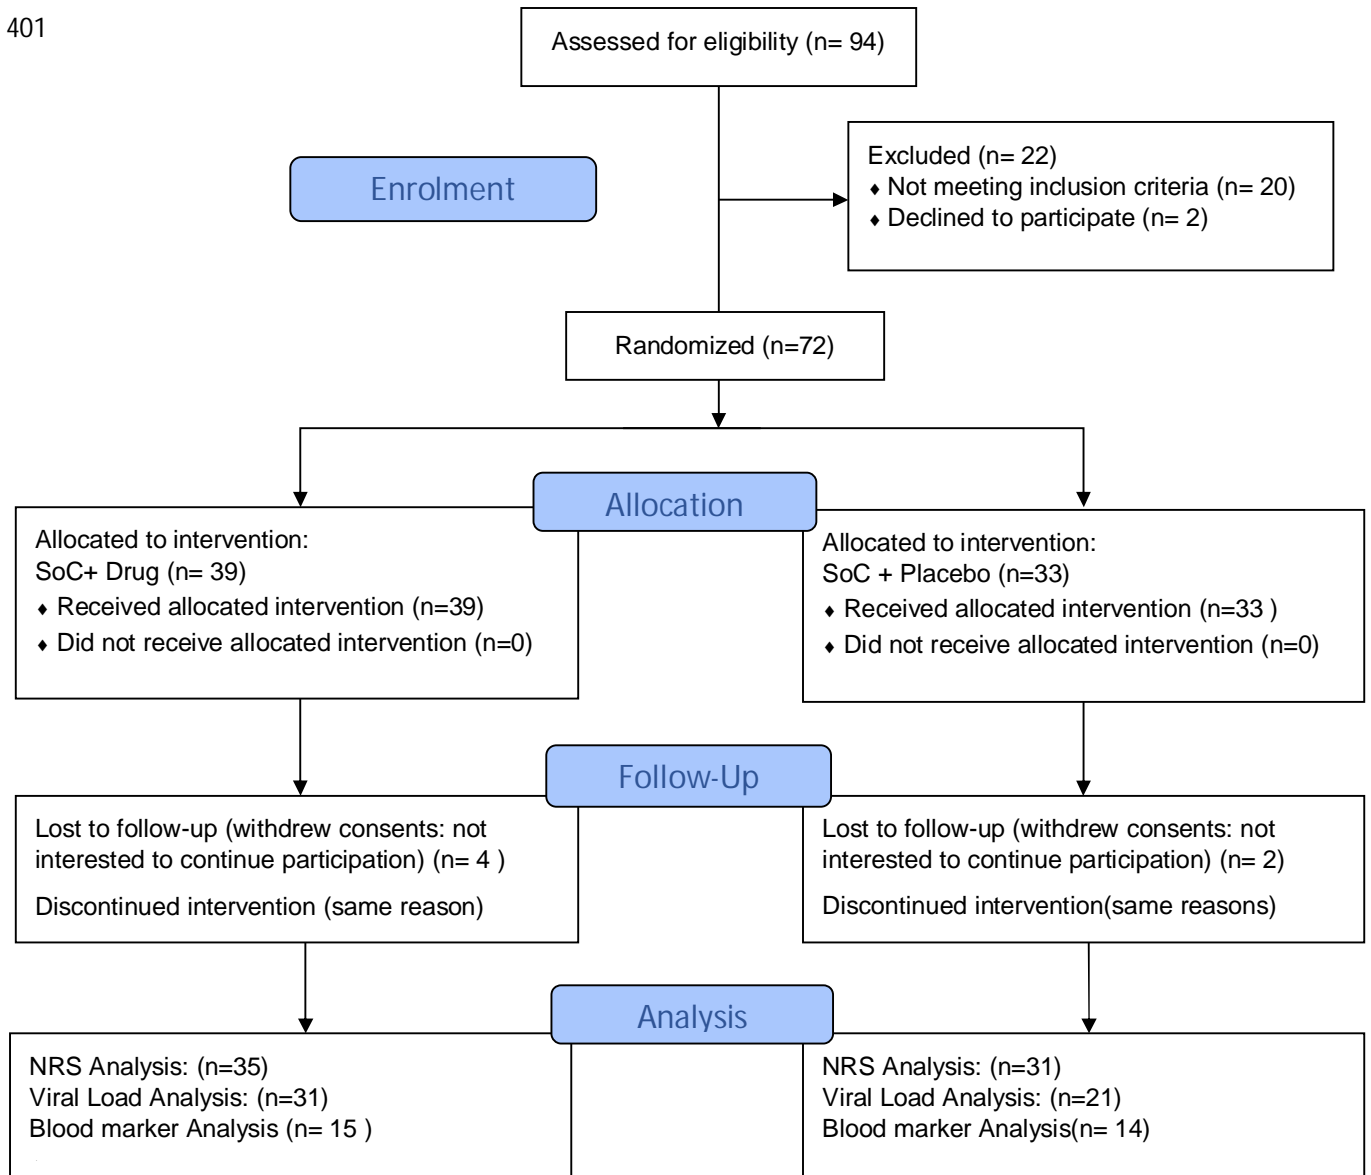 401
Assessed for eligibility (n= 94)
Enrolment
Excluded (n= 22)
♦ Not meeting inclusion criteria (n= 20)
♦ Declined to participate (n= 2)
Randomized (n=72)
Allocation
Allocated to intervention:
SoC+ Drug (n= 39)
♦ Received allocated intervention (n=39)
♦ Did not receive allocated intervention (n=0)
Allocated to intervention:
SoC + Placebo (n=33)
♦ Received allocated intervention (n=33 )
♦ Did not receive allocated intervention (n=0)
Follow-Up
Lost to follow-up (withdrew consents: not
interested to continue participation) (n= 4 )
Discontinued intervention (same reason)
Lost to follow-up (withdrew consents: not
interested to continue participation) (n= 2)
Discontinued intervention(same reasons)
Analysis
NRS Analysis: (n=35)
Viral Load Analysis: (n=31)
Blood marker Analysis (n= 15 )
NRS Analysis: (n=31)
Viral Load Analysis: (n=21)
Blood marker Analysis(n= 14)